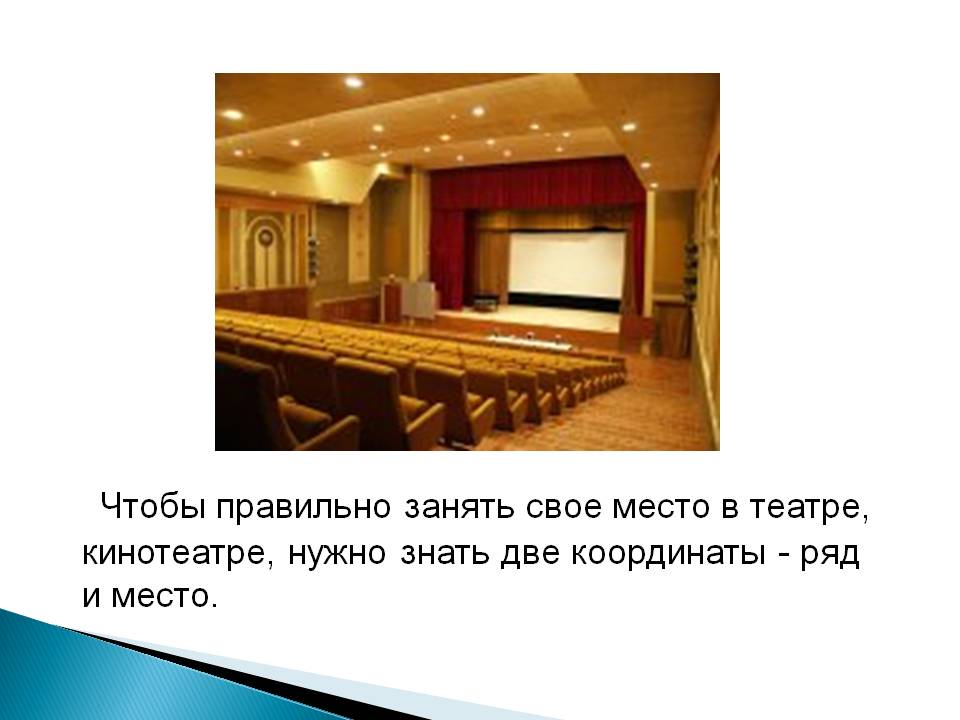 Чтобы правильно занять свое место в театре,
кинотеатре, нужно знать две координаты - ряд
и место.